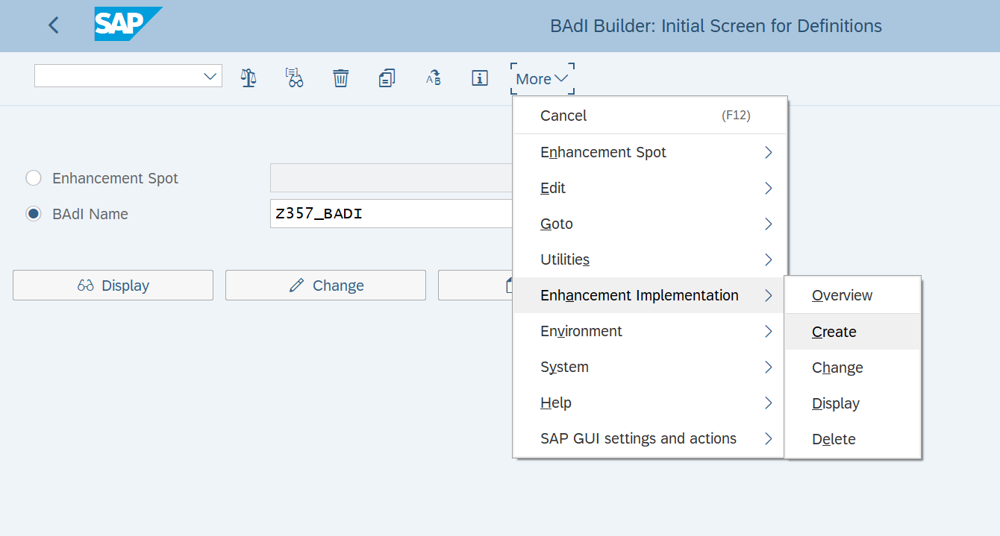 SAP
BAdI Builder: Initial Screen for Definitions
More
Cancel (F12)
Enhancement Spot
Edit
Goto
Utilities
Enhancement Implementation
Environment
System
Help
SAP GUI settings and actions
Overview
Create
Change
Display
Delete
Enhancement Spot
BAdI Name Z357_BADI
Display Change